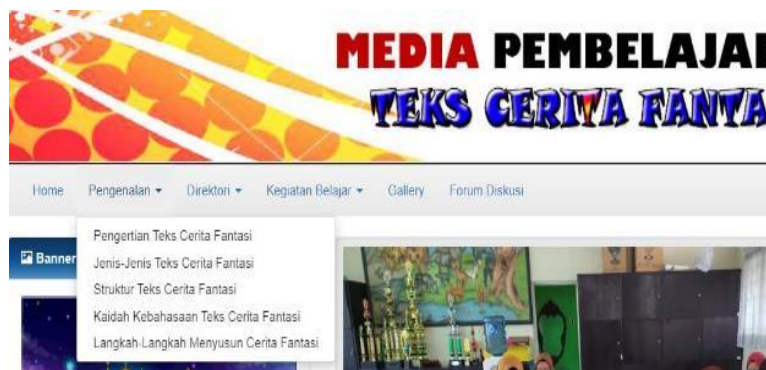 MEDIA PEMBELAJA
TEKS CERITA FANTA
Home Pengenalan Direktori Kegiatan Belajar Gallery Forum Diskusi
Pengertian Teks Cerita Fantasi
Banner
Jenis-Jenis Teks Cerita Fantasi
Struktur Teks Cerita Fantasi
Kaidah Kebahasaan Teks Cerita Fantasi
Langkah-Langkah Menyusun Cerita Fantasi